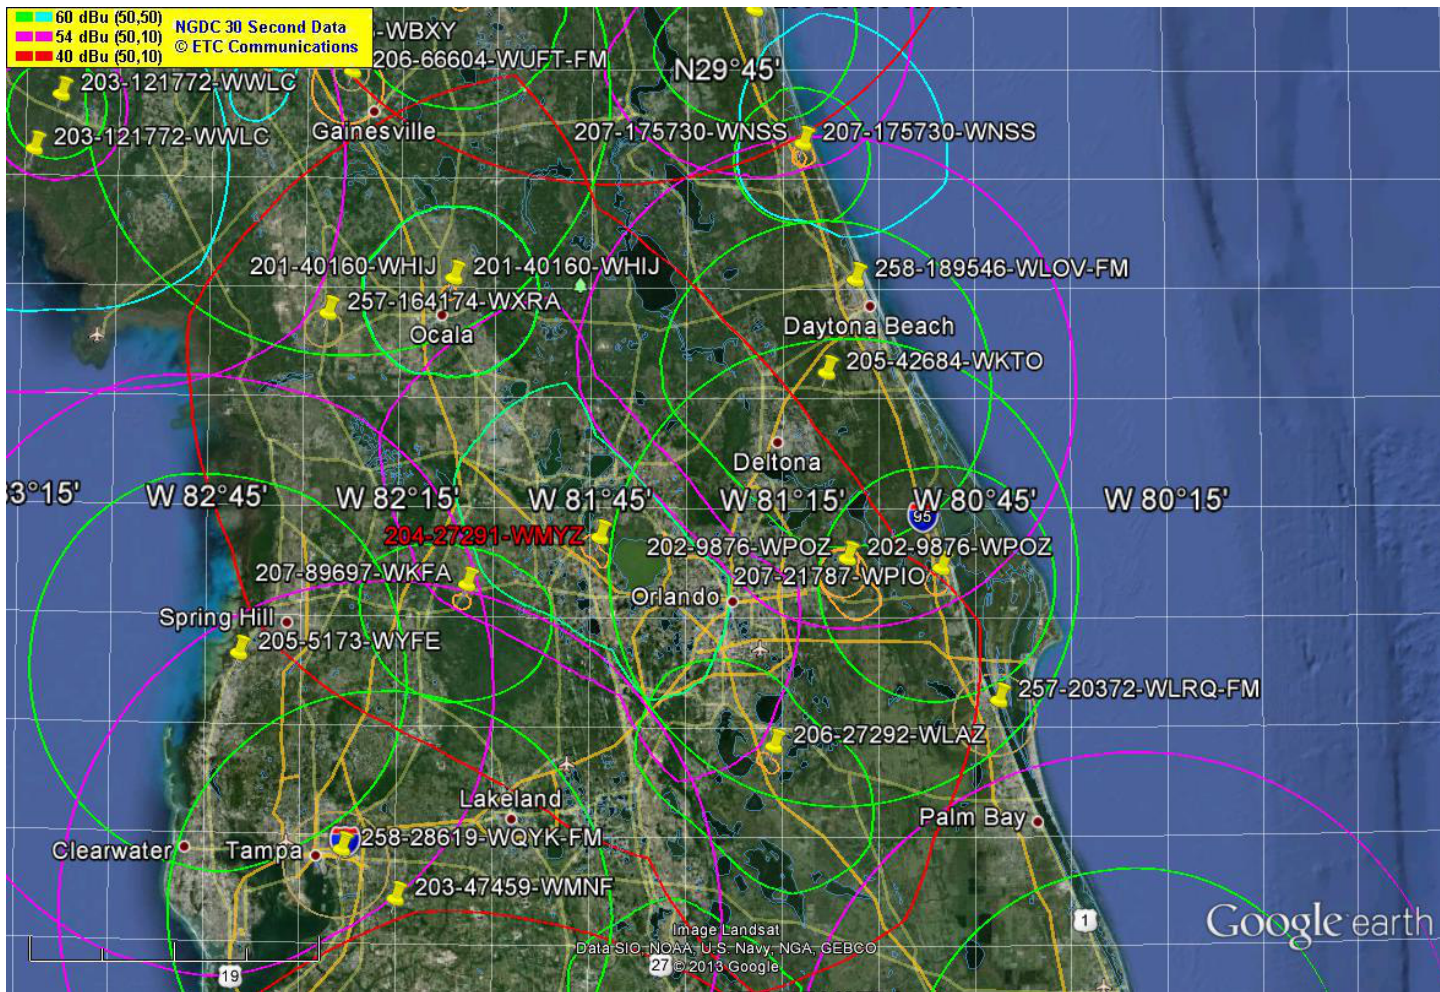 60 dBu (50,50)
54 dBu (50,10)
40 dBu (50,10)
NGDC 30 Second Data
© ETC Communications
-WBXY
206-66604-WUFT-FM
203-121772-WWLC
N29°45'
Gainesville
207-175730-WNSS
207-175730-WNSS
203-121772-WWLC
201-40160-WHIJ
201-40160-WHIJ
258-189546-WLOV-FM
257-164174-WXRA
Ocala
Daytona Beach
205-42684-WKTO
Deltona
3°15'
W 82°45'
W 82°15'
W 81°45'
W 81°15'
W 80°45'
W 80°15'
95
204-27291-WMYZ
202-9876-WPOZ
202-9876-WPOZ
207-89697-WKFA
207-21787-WPIO
Orlando
Spring Hill
205-5173-WYFE
257-20372-WLRQ-FM
206-27292-WLAZ
Lakeland
Palm Bay
258-28619-WQYK-FM
Clearwater
Tampa
203-47459-WMNF
1
Image Landsat
Data SIO, NOAA, U.S. Navy, NGA, GEBCO
27
© 2013 Google
19
Google earth